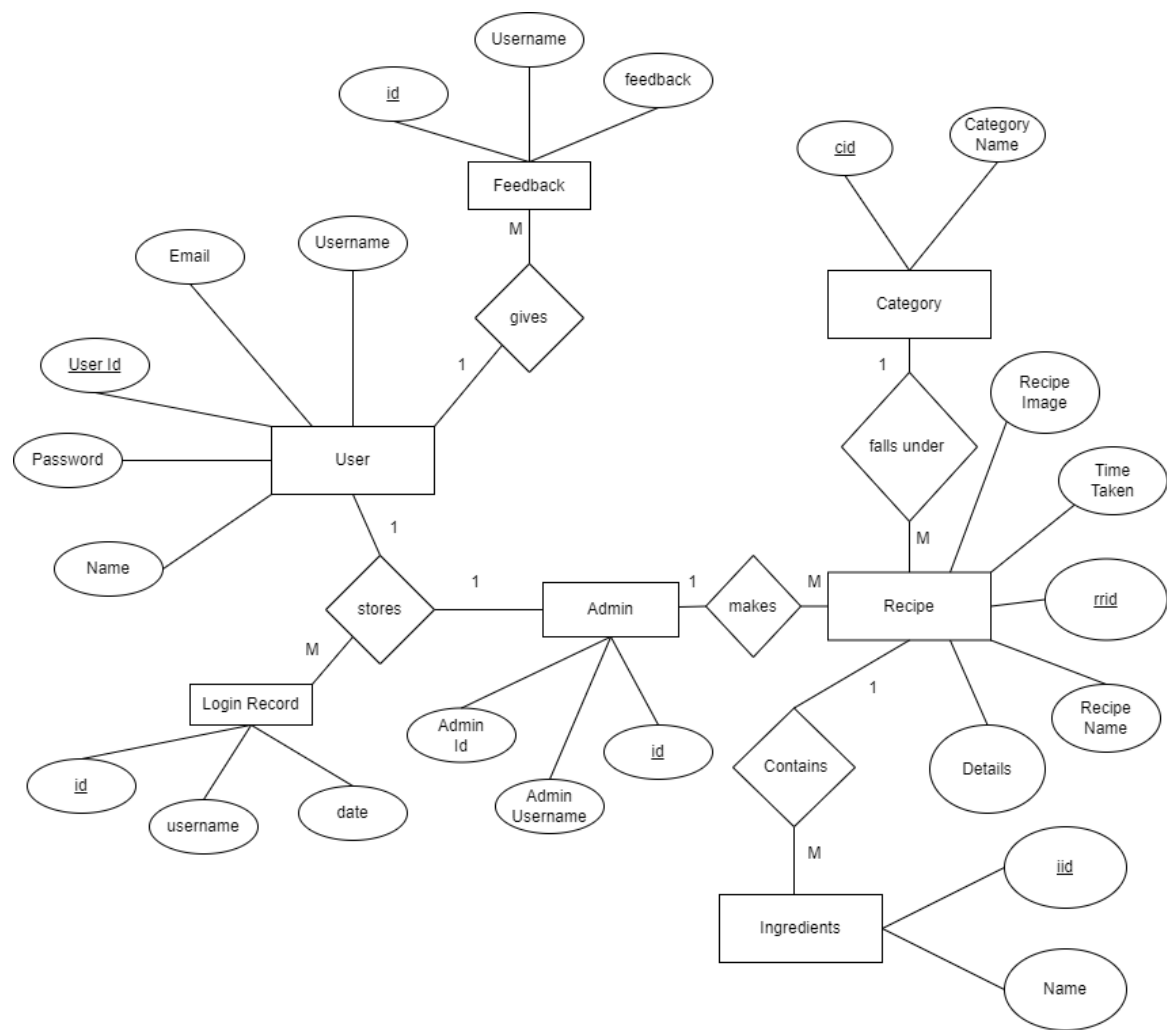 Username
feedback
id
Category
Name
cid
Feedback
M
Username
Email
Category
gives
1
1
User Id
Recipe
Image
falls under
User
Password
Time
Taken
1
M
Name
stores
1
Admin
1
makes
M
Recipe
rrid
M
1
Login Record
Recipe
Name
Admin
Id
id
Contains
Details
id
Admin
Username
date
username
M
iid
Ingredients
Name